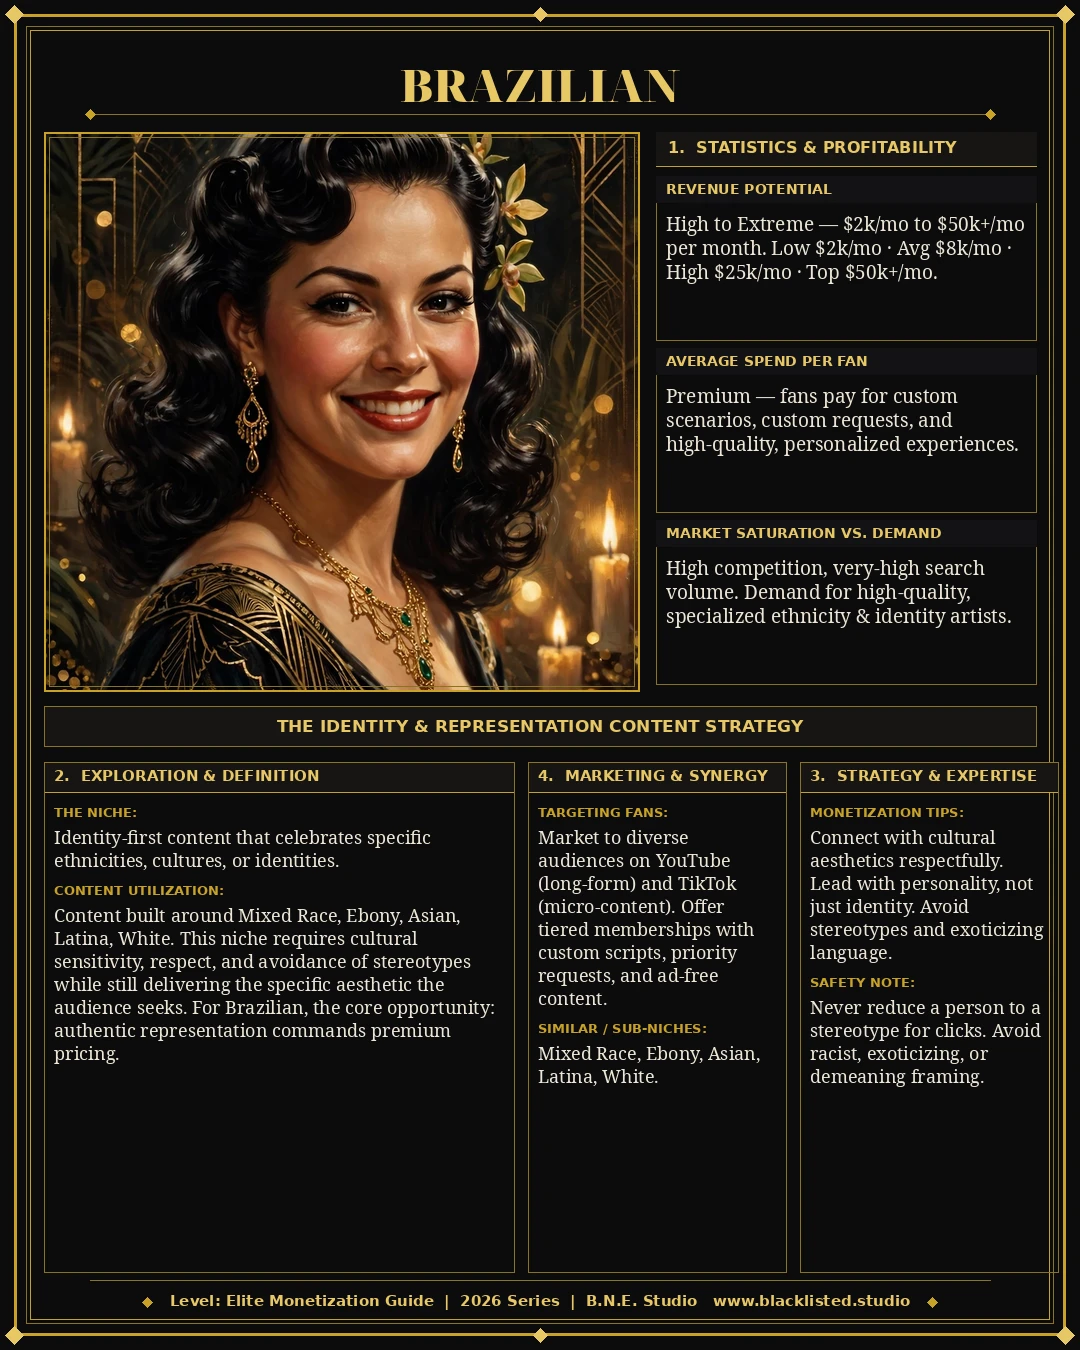 BRAZILIAN
1. STATISTICS & PROFITABILITY
REVENUE POTENTIAL
High to Extreme — $2k/mo to $50k+/mo
per month. Low $2k/mo · Avg $8k/mo ·
High $25k/mo · Top $50k+/mo.
AVERAGE SPEND PER FAN
Premium — fans pay for custom
scenarios, custom requests, and
high-quality, personalized experiences.
MARKET SATURATION VS. DEMAND
High competition, very-high search
volume. Demand for high-quality,
specialized ethnicity & identity artists.
THE IDENTITY & REPRESENTATION CONTENT STRATEGY
2. EXPLORATION & DEFINITION
THE NICHE:
Identity-first content that celebrates specific
ethnicities, cultures, or identities.
CONTENT UTILIZATION:
Content built around Mixed Race, Ebony, Asian,
Latina, White. This niche requires cultural
sensitivity, respect, and avoidance of stereotypes
while still delivering the specific aesthetic the
audience seeks. For Brazilian, the core opportunity:
authentic representation commands premium
pricing.
4. MARKETING & SYNERGY
TARGETING FANS:
Market to diverse
audiences on YouTube
(long-form) and TikTok
(micro-content). Offer
tiered memberships with
custom scripts, priority
requests, and ad-free
content.
SIMILAR / SUB-NICHES:
Mixed Race, Ebony, Asian,
Latina, White.
3. STRATEGY & EXPERTISE
MONETIZATION TIPS:
Connect with cultural
aesthetics respectfully.
Lead with personality, not
just identity. Avoid
stereotypes and exoticizing
language.
SAFETY NOTE:
Never reduce a person to a
stereotype for clicks. Avoid
racist, exoticizing, or
demeaning framing.
Level: Elite Monetization Guide | 2026 Series | B.N.E. Studio www.blacklisted.studio